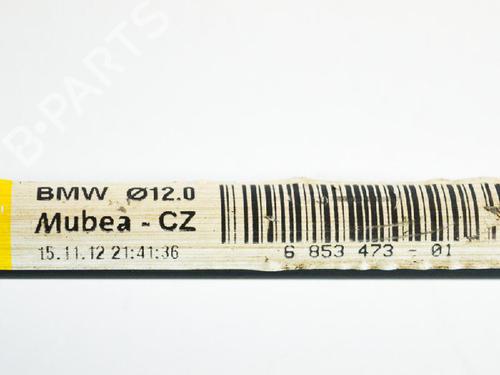 B·PARTS
BMW Ø12.0
Mubea - CZ
15.11.12 21:41:36
6 853 473 - 01